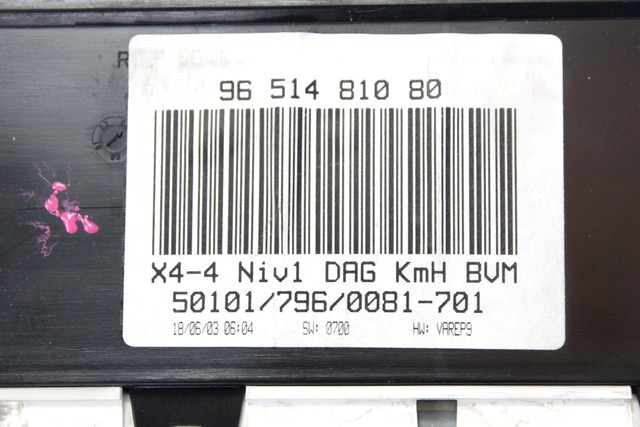 96 514 810 80
X4-4 Niv1 DAG KmH BVM
50101/796/0081-701
18/06/03 06:04 SW: 0700 HW: VAREP9